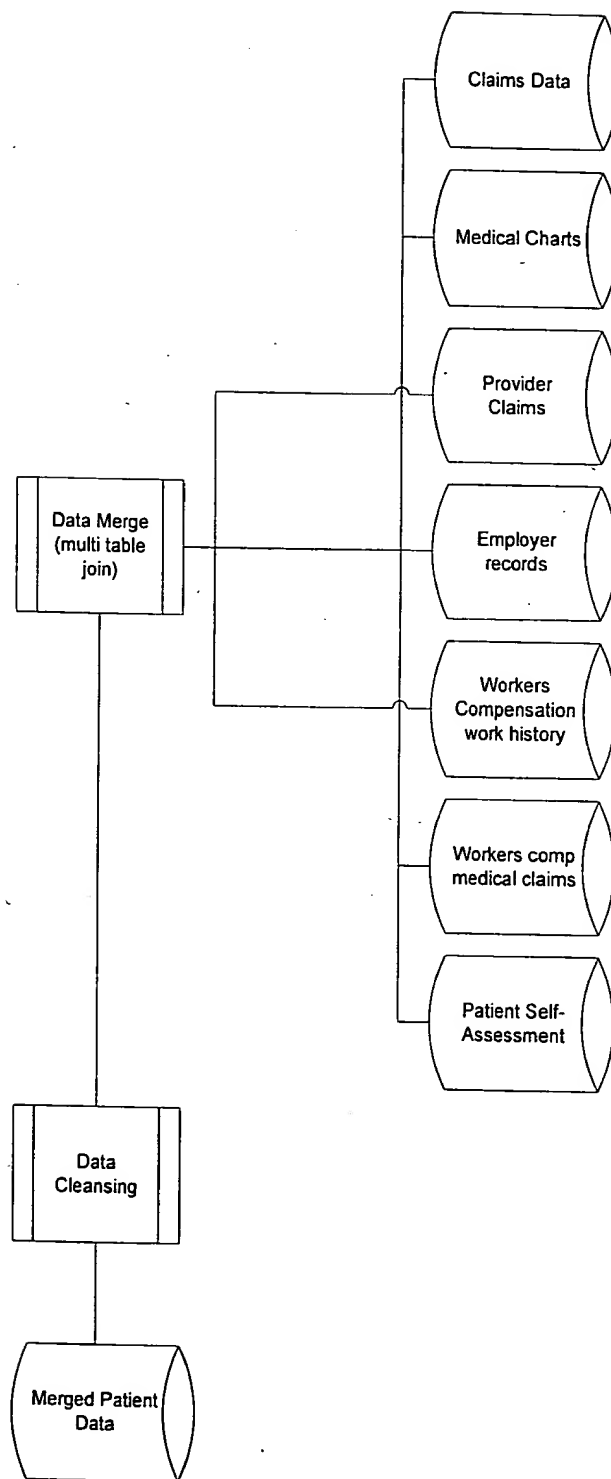 Claims Data
Medical Charts
Provider
Claims
Data Merge
(multi table
join)
Employer
records
Workers
Compensation
work history
Workers comp
medical claims
Patient Self-
Assessment
Data
Cleansing
Merged Patient
Data